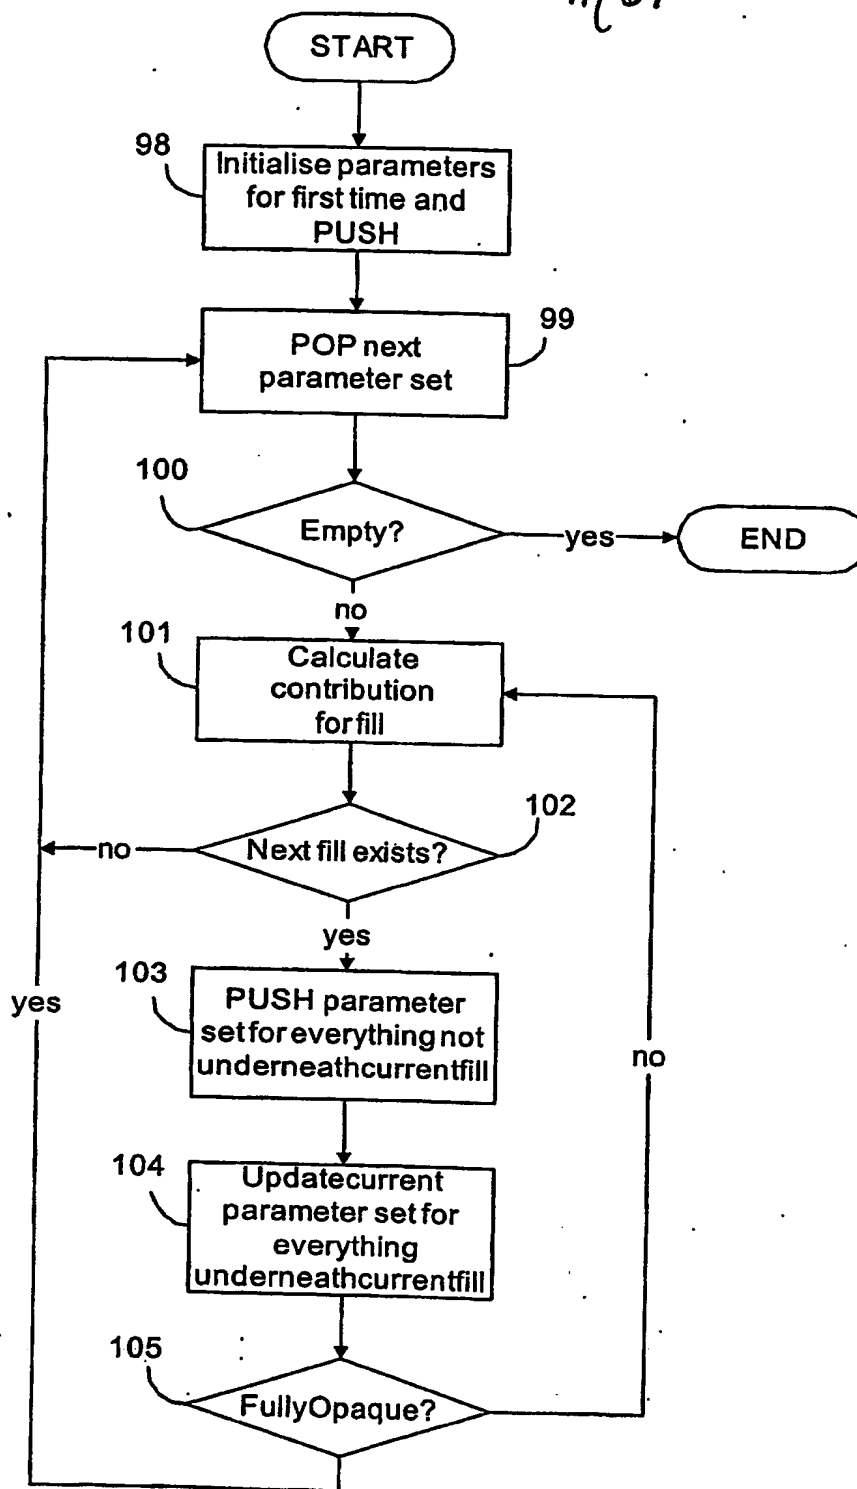 START
98
Initialise parameters
for first time and
PUSH
99
POP next
parameter set
100
Empty?
yes
END
no
101
Calculate
contribution
for fill
102
Next fill exists?
no
yes
103
PUSH parameter
set for everything not
underneathcurrentfill
yes
no
104
Updatecurrent
parameter set for
everything
underneathcurrentfill
105
FullyOpaque?